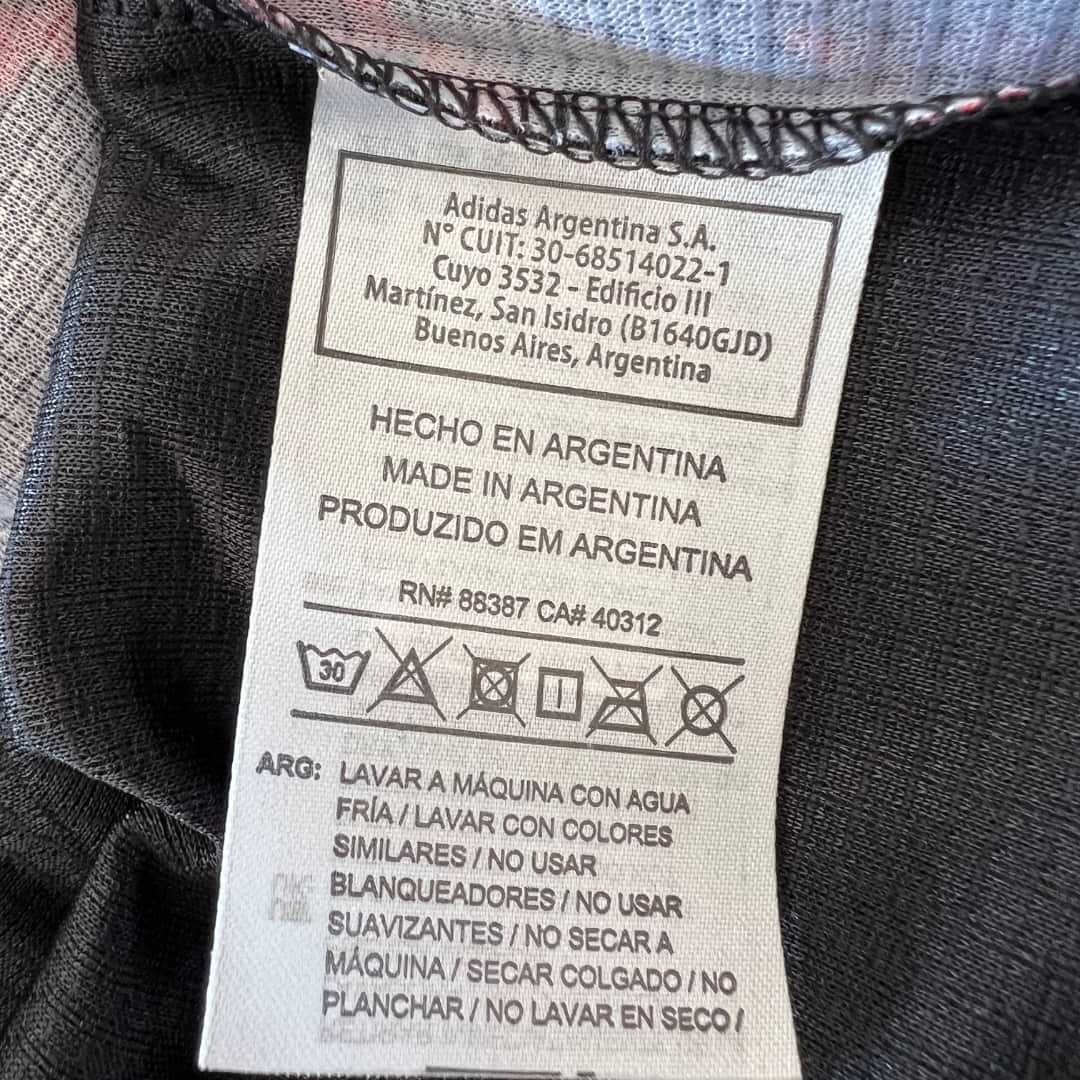 Adidas Argentina S.A.
N° CUIT: 30-68514022-1
Cuyo 3532 - Edificio III
Martínez, San Isidro (B1640GJD)
Buenos Aires, Argentina
HECHO EN ARGENTINA
MADE IN ARGENTINA
PRODUZIDO EM ARGENTINA
RN# 88387 CA# 40312
30
ARG: LAVAR A MÁQUINA CON AGUA
FRÍA / LAVAR CON COLORES
SIMILARES / NO USAR
BLANQUEADORES / NO USAR
SUAVIZANTES / NO SECAR A
MÁQUINA / SECAR COLGADO / NO
PLANCHAR / NO LAVAR EN SECO /